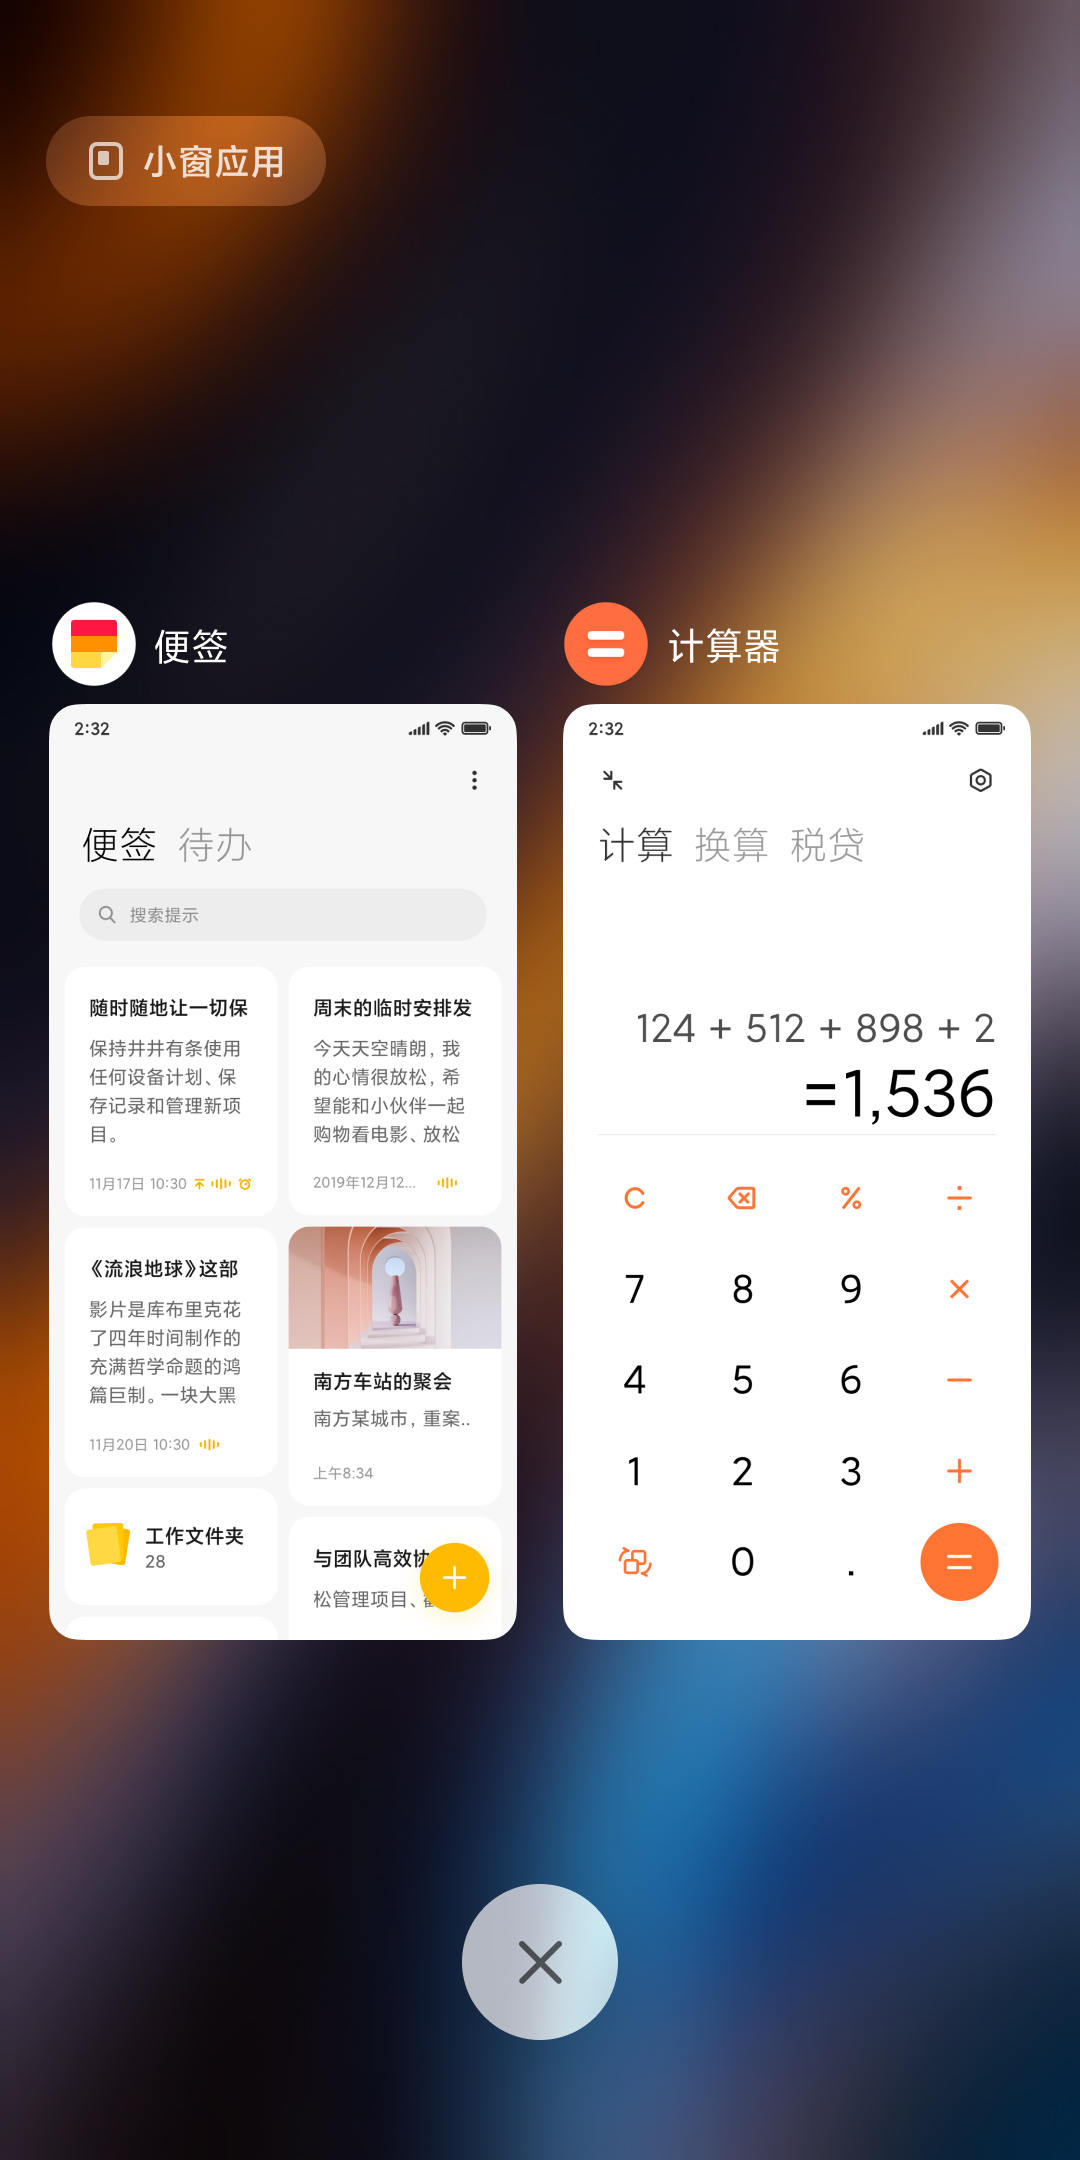 小窗应用
便签
2:32
便签 待办
搜索提示
随时随地让一切保
保持井井有条使用
任何设备计划、保
存记录和管理新项
目。
11月17日 10:30
《流浪地球》这部
影片是库布里克花
了四年时间制作的
充满哲学命题的鸿
篇巨制。一块大黑
11月20日 10:30
工作文件夹
28
周末的临时安排发
今天天空晴朗，我
的心情很放松，希
望能和小伙伴一起
购物看电影、放松
2019年12月12...
南方车站的聚会
南方某城市，重案..
上午8:34
与团队高效协
松管理项目、
计算器
2:32
计算 换算 税贷
124 + 512 + 898 + 2
=1,536
C % ÷
7 8 9 ×
4 5 6 −
1 2 3 +
0 . =